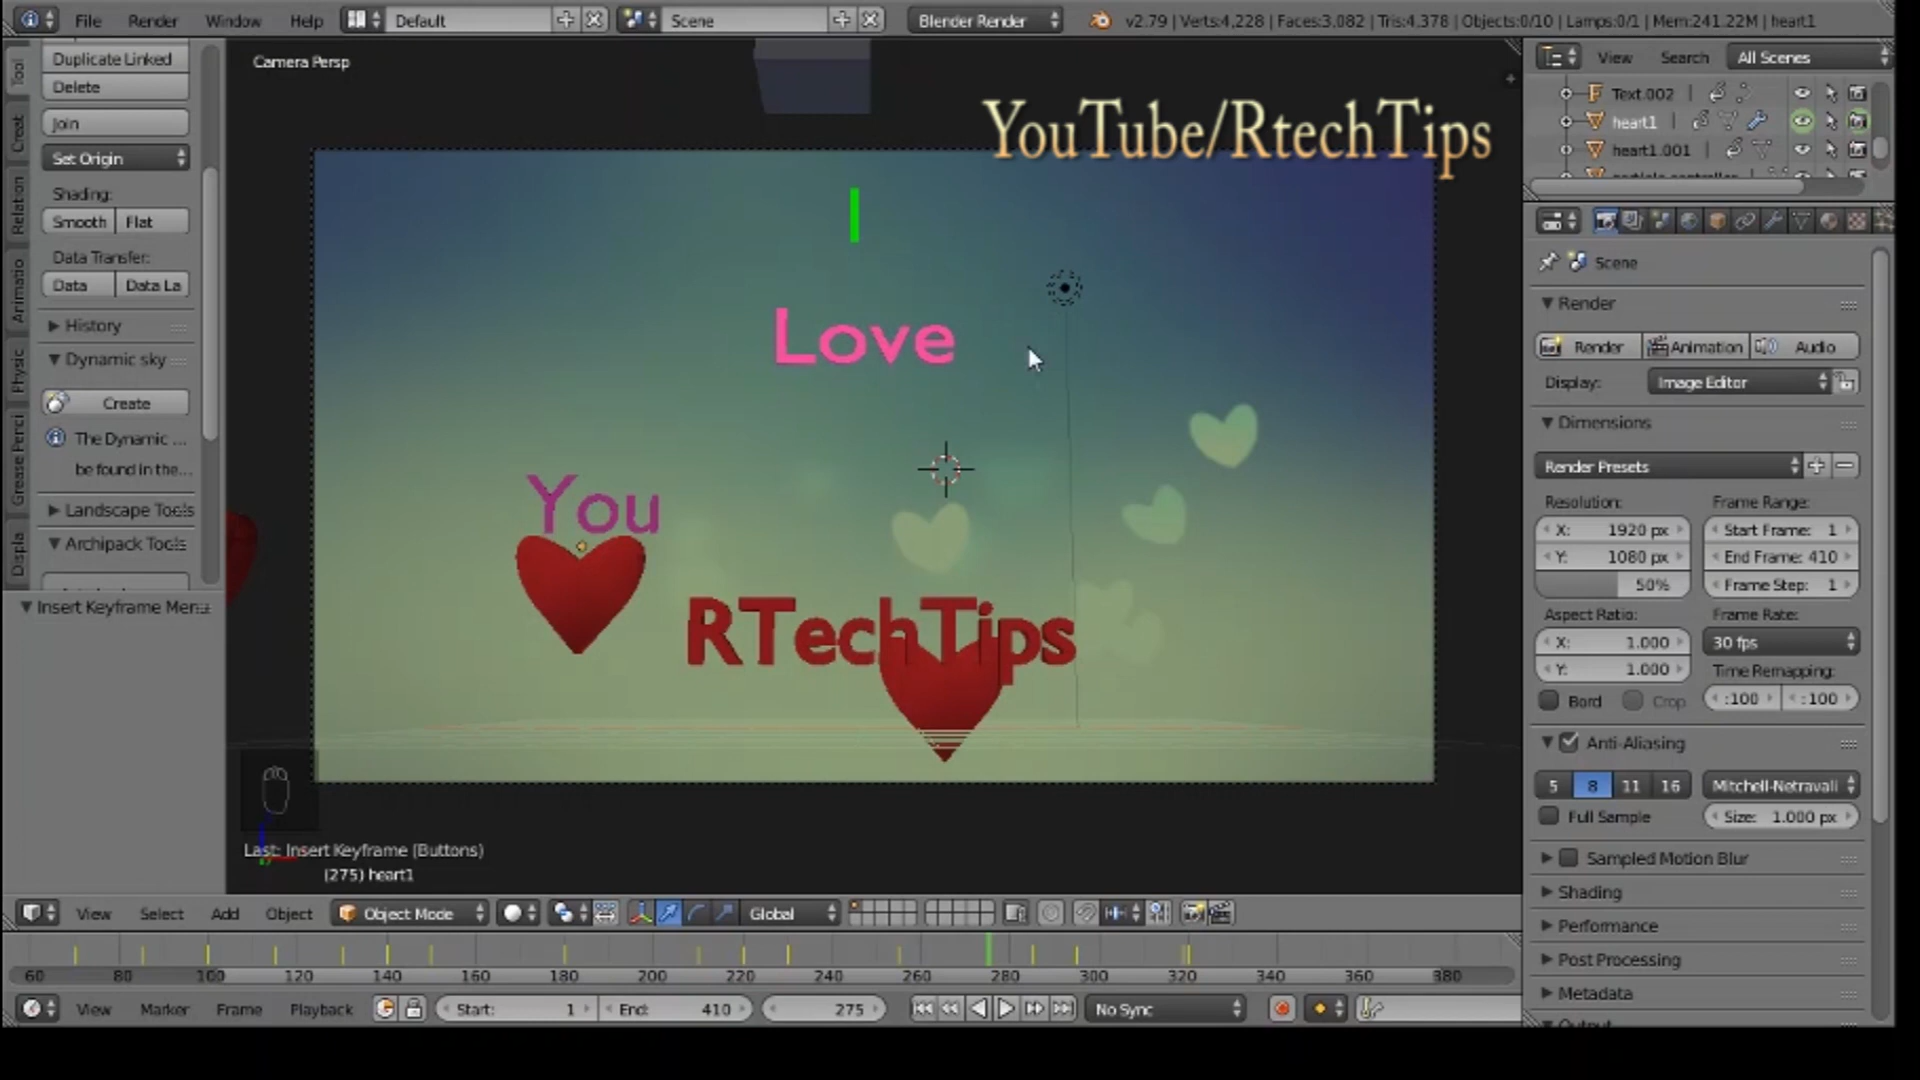 File Render Window Help Default Scene Blender Render v2.79 | Verts:4,228 | Faces:3,082 | Tris:4,378 | Objects:0/10 | Lamps:0/1 | Mem:241.22M | heart1
Duplicate Linked
Delete
Join
Set Origin
Shading:
Smooth Flat
Data Transfer:
Data Data La
History
Dynamic sky
Create
The Dynamic ...
be found in the...
Landscape Tools
Archipack Tools
Insert Keyframe Menu
Tool
Creat
Relation
Animatio
Physic
Grease Penci
Displa
Camera Persp
YouTube/RtechTips
I
Love
You
RTechTips
Last: Insert Keyframe (Buttons)
(275) heart1
View Select Add Object Object Mode Global
60 80 100 120 140 160 180 200 220 240 260 280 300 320 340 360 380
View Marker Frame Playback Start: 1 End: 410 275 No Sync
View Search All Scenes
Text.002
heart1
heart1.001
Scene
Render
Render Animation Audio
Display: Image Editor
Dimensions
Render Presets
Resolution: Frame Range:
X: 1920 px Start Frame: 1
Y: 1080 px End Frame: 410
50% Frame Step: 1
Aspect Ratio: Frame Rate:
X: 1.000 30 fps
Y: 1.000 Time Remapping:
Bord Crop :100 :100
Anti-Aliasing
5 8 11 16 Mitchell-Netravali
Full Sample Size: 1.000 px
Sampled Motion Blur
Shading
Performance
Post Processing
Metadata
Output